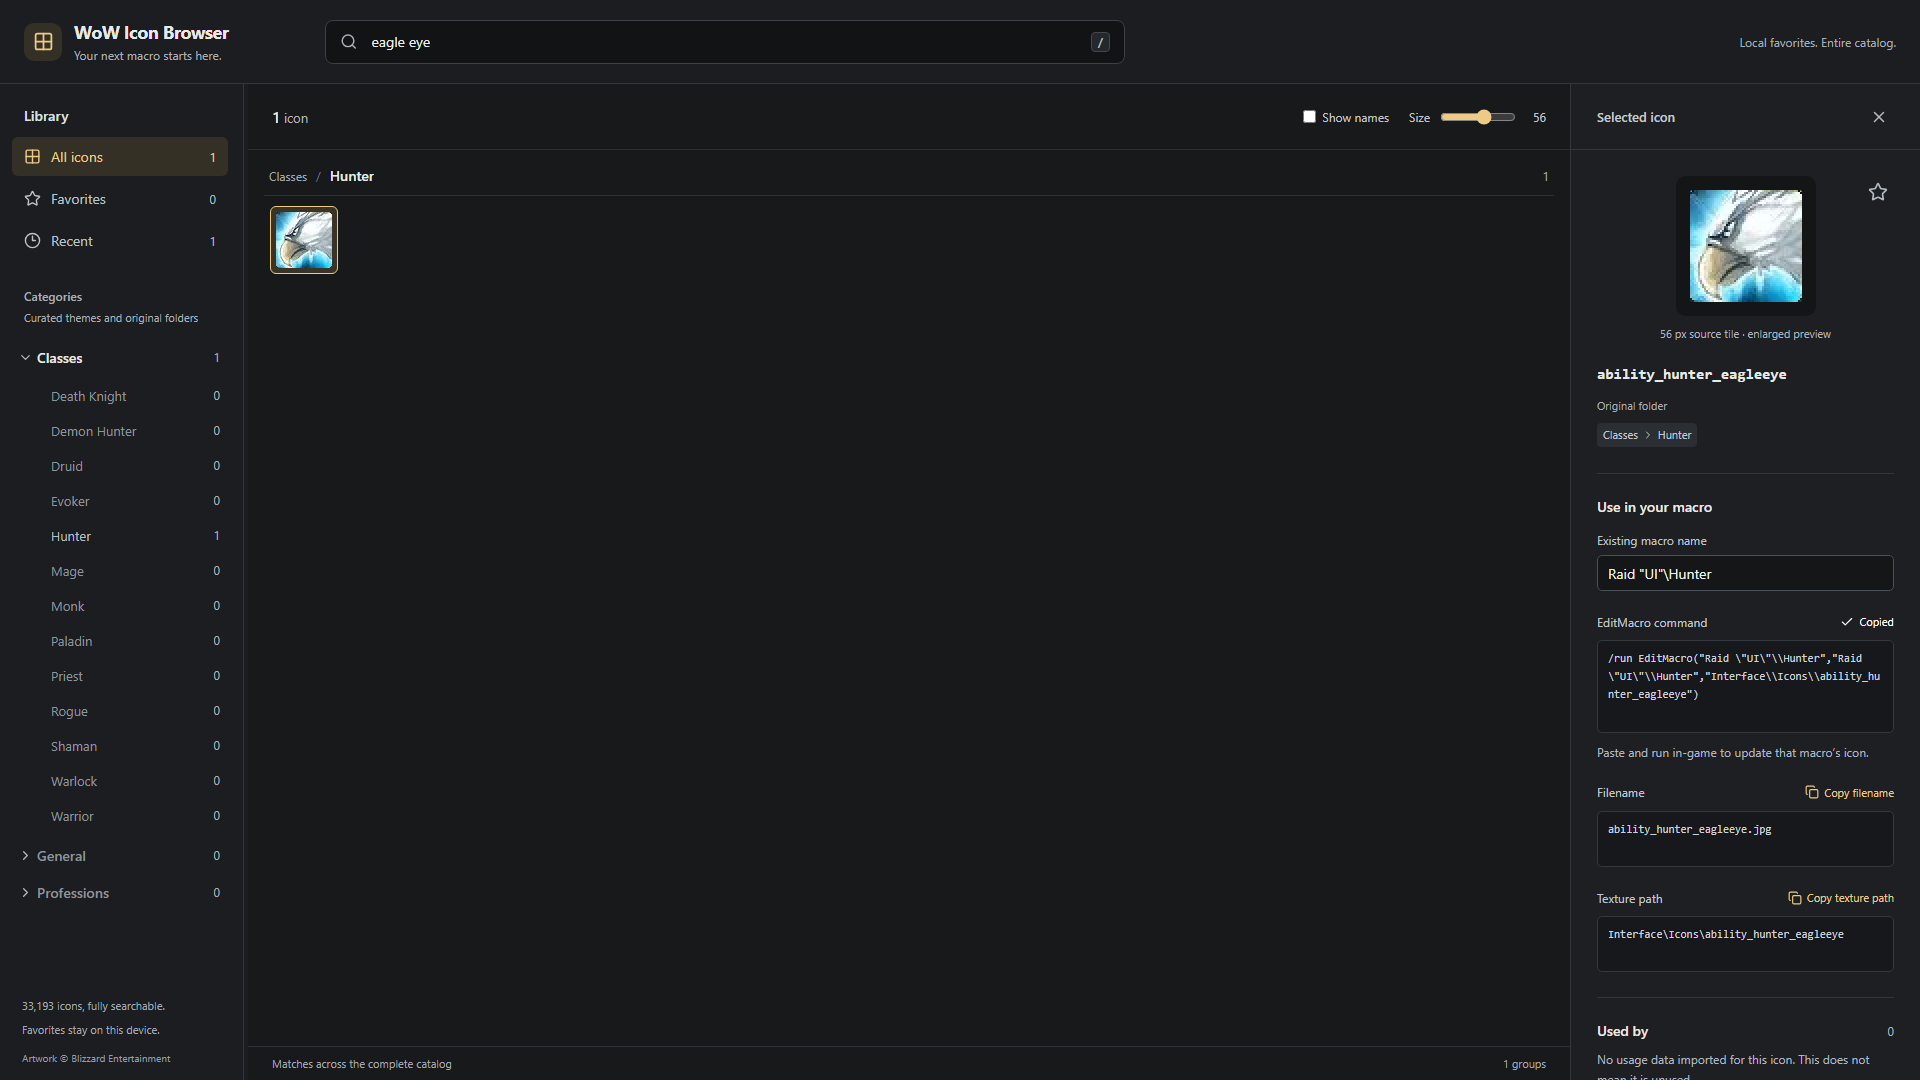 WoW Icon Browser
Your next macro starts here.
eagle eye
/
Local favorites. Entire catalog.
Library
All icons 1
Favorites 0
Recent 1
Categories
Curated themes and original folders
Classes 1
Death Knight 0
Demon Hunter 0
Druid 0
Evoker 0
Hunter 1
Mage 0
Monk 0
Paladin 0
Priest 0
Rogue 0
Shaman 0
Warlock 0
Warrior 0
General 0
Professions 0
33,193 icons, fully searchable.
Favorites stay on this device.
Artwork © Blizzard Entertainment
1 icon
Show names Size 56
Classes / Hunter 1
Matches across the complete catalog
1 groups
Selected icon
56 px source tile · enlarged preview
ability_hunter_eagleeye
Original folder
Classes > Hunter
Use in your macro
Existing macro name
Raid "UI"\Hunter
EditMacro command Copied
/run EditMacro("Raid \"UI\"\\Hunter","Raid
\"UI\"\\Hunter","Interface\\Icons\\ability_hu
nter_eagleeye")
Paste and run in-game to update that macro's icon.
Filename Copy filename
ability_hunter_eagleeye.jpg
Texture path Copy texture path
Interface\Icons\ability_hunter_eagleeye
Used by 0
No usage data imported for this icon. This does not
mean it is unused.